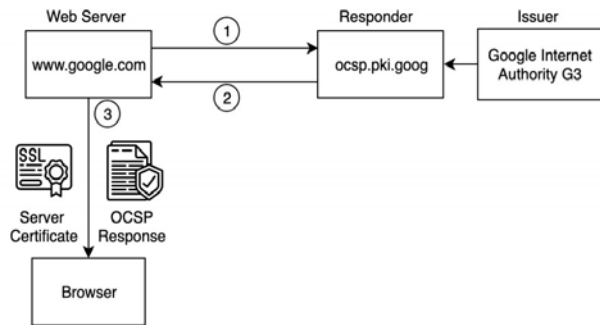 Web Server
Responder
Issuer
1
www.google.com
ocsp.pki.goog
Google Internet
Authority G3
2
3
SSL
Server
Certificate
OCSP
Response
Browser